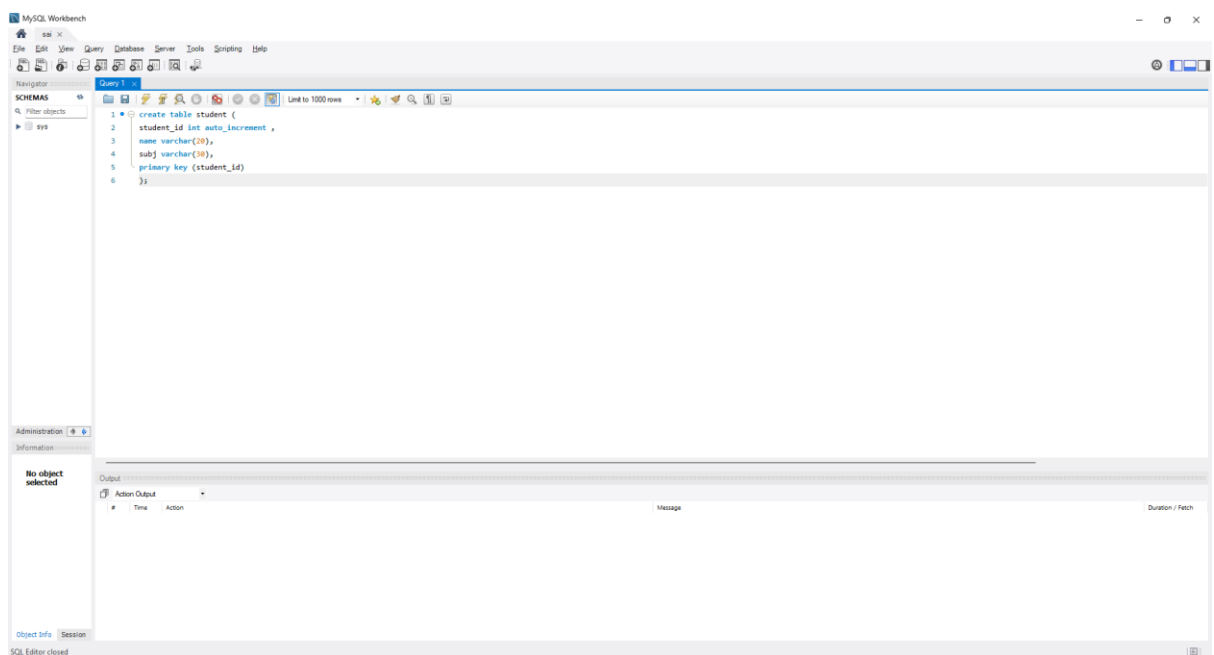 MySQL Workbench
sai
File Edit View Query Database Server Tools Scripting Help
Navigator
Query 1
SCHEMAS
Limit to 1000 rows
Filter objects
sys
1 create table student (
2 student_id int auto_increment ,
3 name varchar(20),
4 subj varchar(30),
5 primary key (student_id)
6 );
Administration
Information
No object
selected
Output
Action Output
# Time Action Message Duration / Fetch
Object Info Session
SQL Editor closed